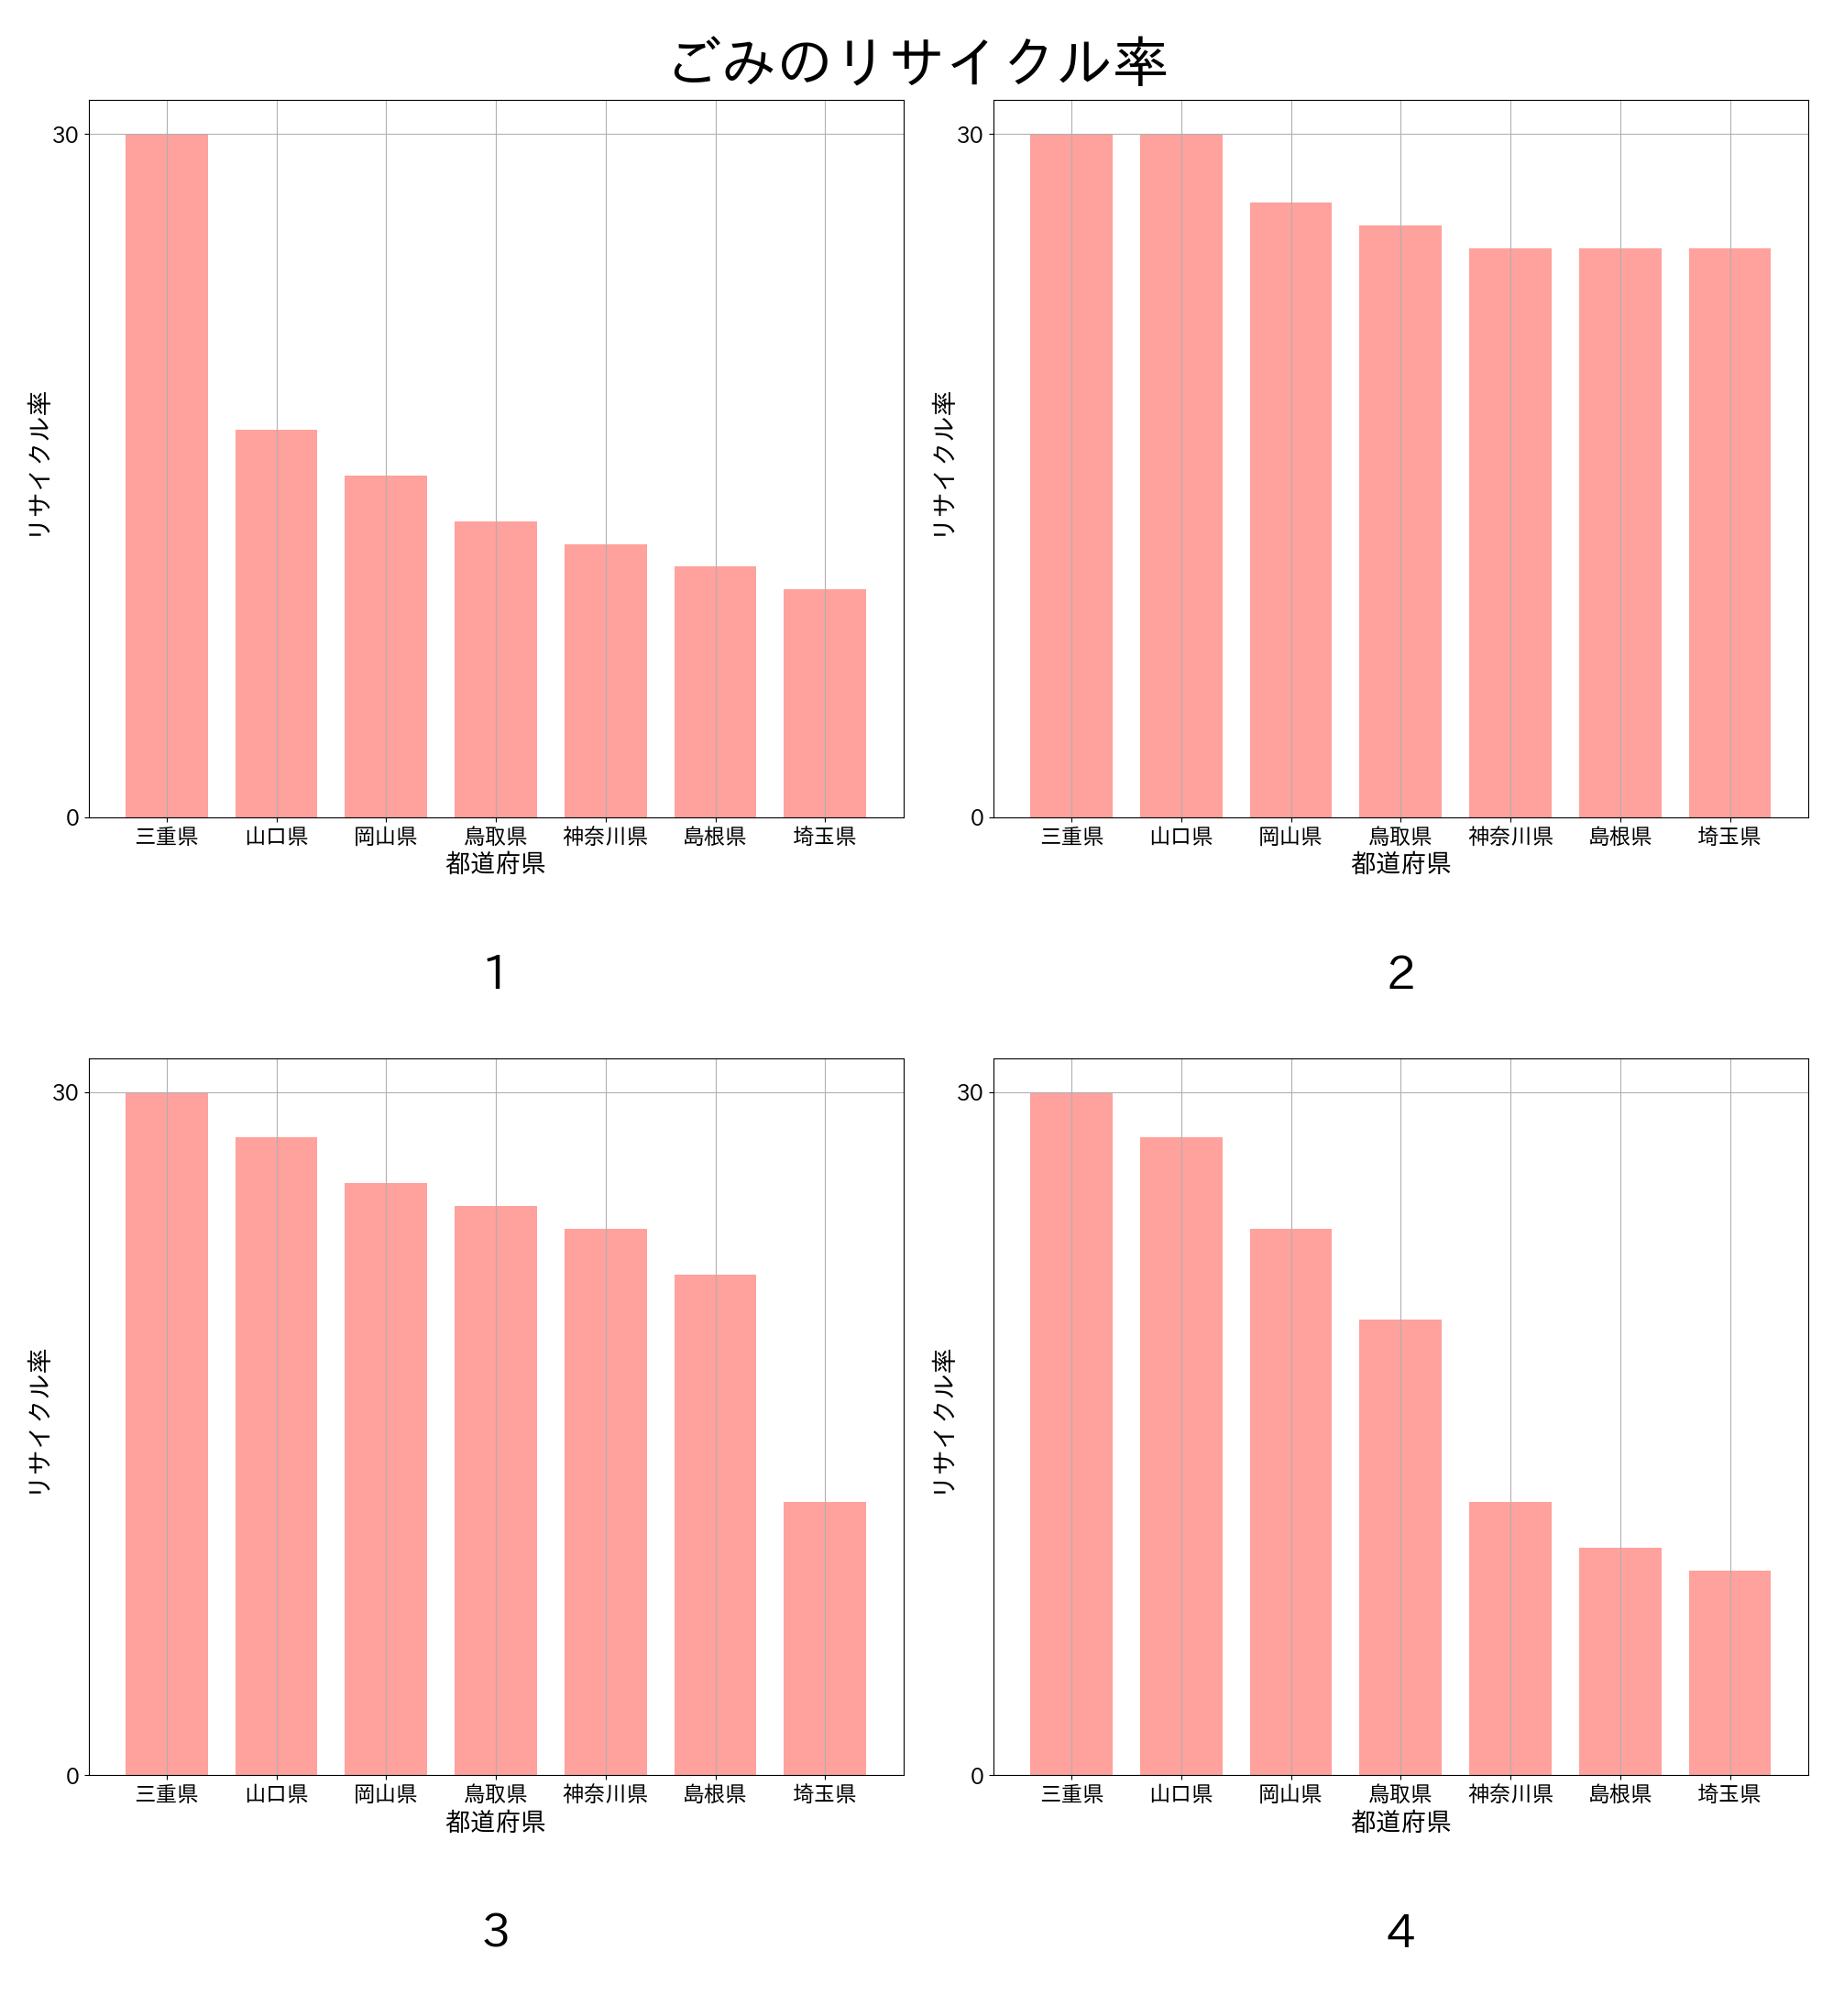 ごみのリサイクル率
30
0
リサイクル率
三重県 山口県 岡山県 鳥取県 神奈川県 島根県 埼玉県
都道府県
1
30
0
リサイクル率
三重県 山口県 岡山県 鳥取県 神奈川県 島根県 埼玉県
都道府県
2
30
0
リサイクル率
三重県 山口県 岡山県 鳥取県 神奈川県 島根県 埼玉県
都道府県
3
30
0
リサイクル率
三重県 山口県 岡山県 鳥取県 神奈川県 島根県 埼玉県
都道府県
4